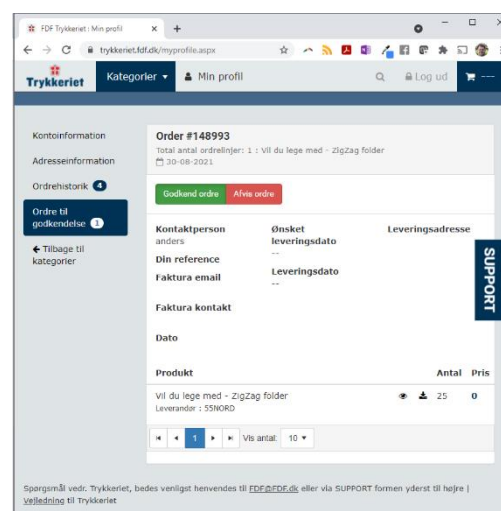 FDF Trykkeriet : Min profil
trykkeriet.fdf.dk/myprofile.aspx
Trykkeriet
Kategorier
Min profil
Log ud
---
Kontoinformation
Adresseinformation
Ordrehistorik 4
Ordre til
godkendelse 1
Tilbage til
kategorier
Order #148993
Total antal ordrelinjer: 1 : Vil du lege med - ZigZag folder
30-08-2021
Godkend ordre
Afvis ordre
Kontaktperson
anders
Din reference
Faktura email
Faktura kontakt
Dato
Ønsket
leveringsdato
--
Leveringsdato
--
Leveringsadresse
SUPPORT
Produkt Antal Pris
Vil du lege med - ZigZag folder 25 0
Leverandør : 55NORD
1 Vis antal: 10
Spørgsmål vedr. Trykkeriet, bedes venligst henvendes til FDF@FDF.dk eller via SUPPORT formen yderst til højre |
Vejledning til Trykkeriet